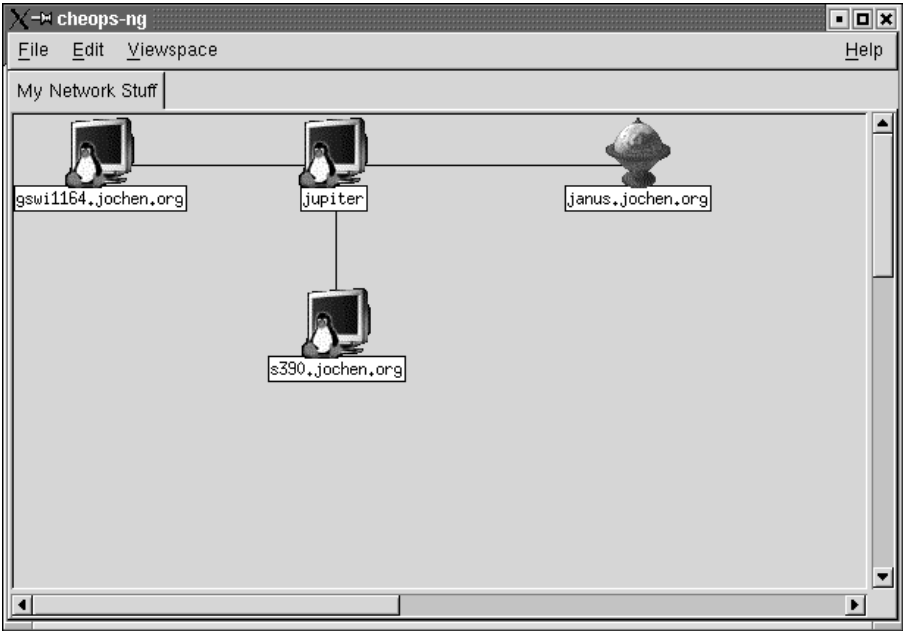 cheops-ng
File Edit Viewspace Help
My Network Stuff
gswi1164.jochen.org jupiter janus.jochen.org
s390.jochen.org